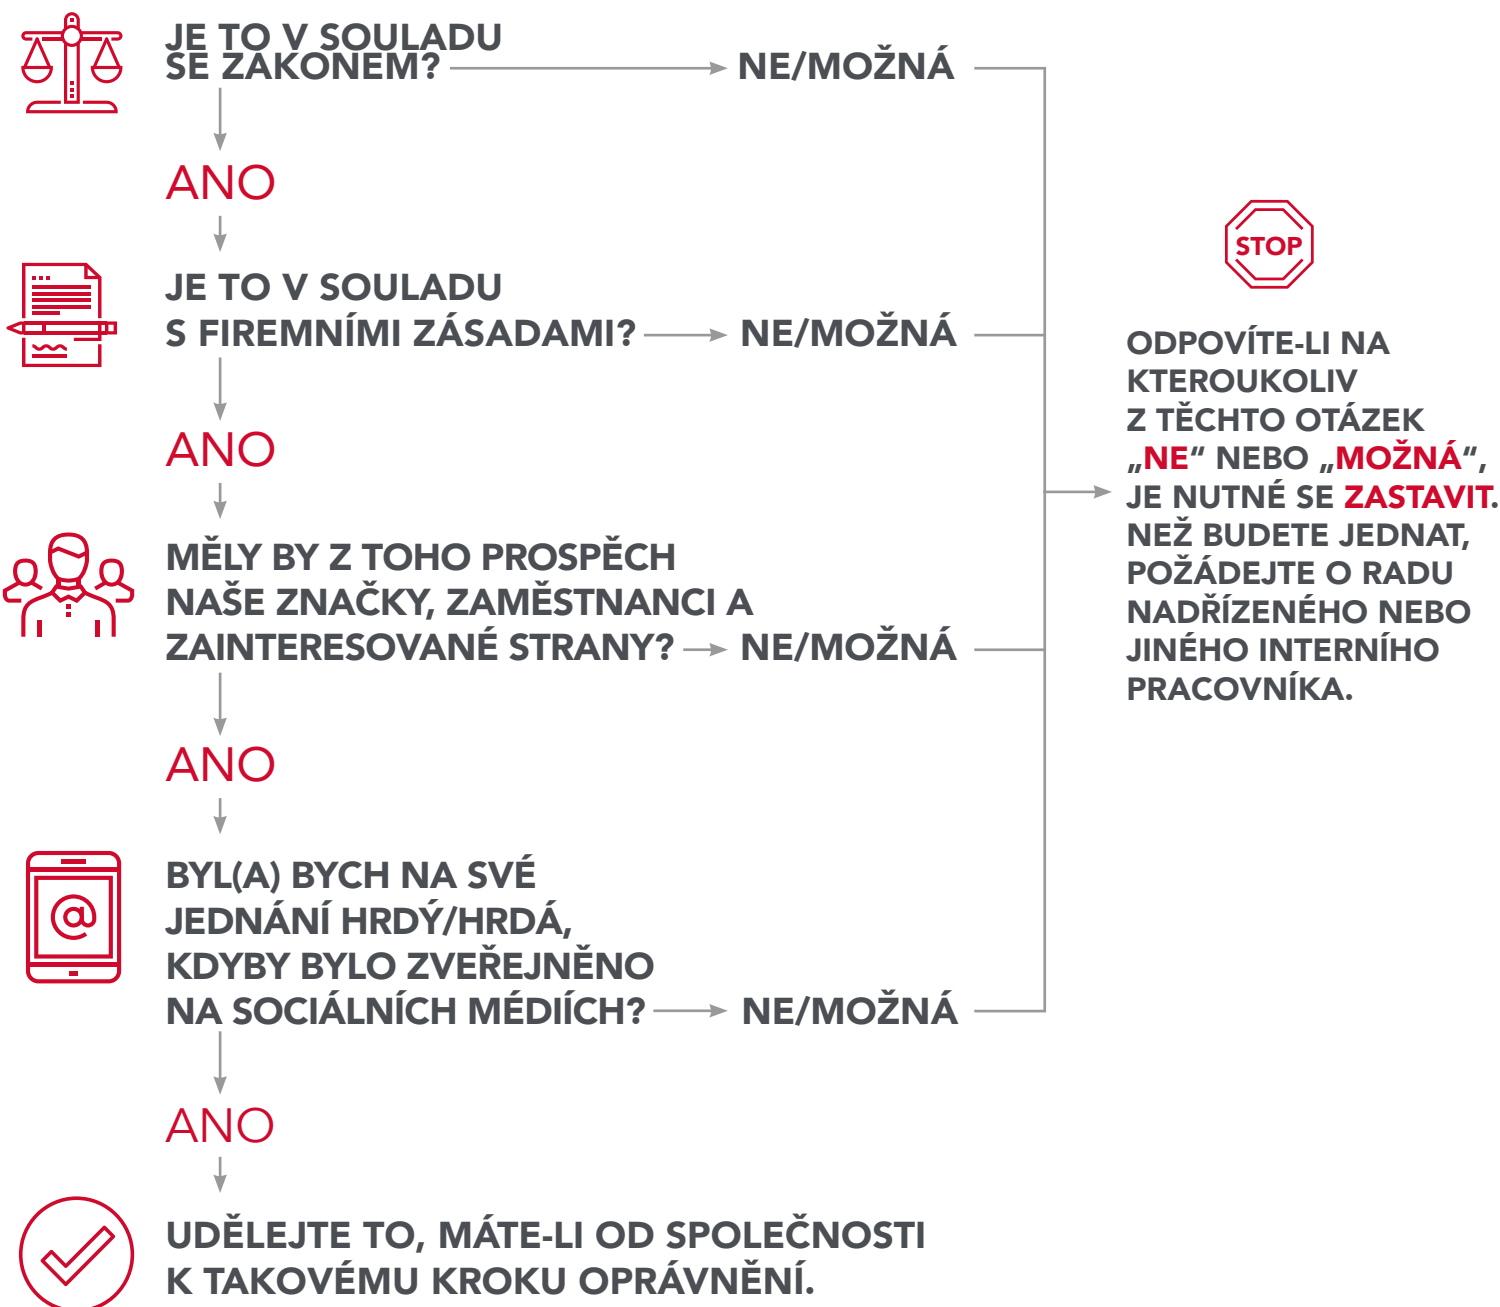 JE TO V SOULADU
SE ZÁKONEM?
NE/MOŽNÁ
ANO
JE TO V SOULADU
S FIREMNÍMI ZÁSADAMI?
NE/MOŽNÁ
ANO
MĚLY BY Z TOHO PROSPĚCH
NAŠE ZNAČKY, ZAMĚSTNANCI A
ZAINTERESOVANÉ STRANY?
NE/MOŽNÁ
ANO
BYL(A) BYCH NA SVÉ
JEDNÁNÍ HRDÝ/HRDÁ,
KDYBY BYLO ZVEŘEJNĚNO
NA SOCIÁLNÍCH MÉDIÍCH?
NE/MOŽNÁ
ANO
UDĚLEJTE TO, MÁTE-LI OD SPOLEČNOSTI
K TAKOVÉMU KROKU OPRÁVNĚNÍ.
STOP
ODPOVÍTE-LI NA
KTEROUKOLIV
Z TĚCHTO OTÁZEK
„NE“ NEBO „MOŽNÁ“,
JE NUTNÉ SE ZASTAVIT.
NEŽ BUDETE JEDNAT,
POŽÁDEJTE O RADU
NADŘÍZENÉHO NEBO
JINÉHO INTERNÍHO
PRACOVNÍKA.
@